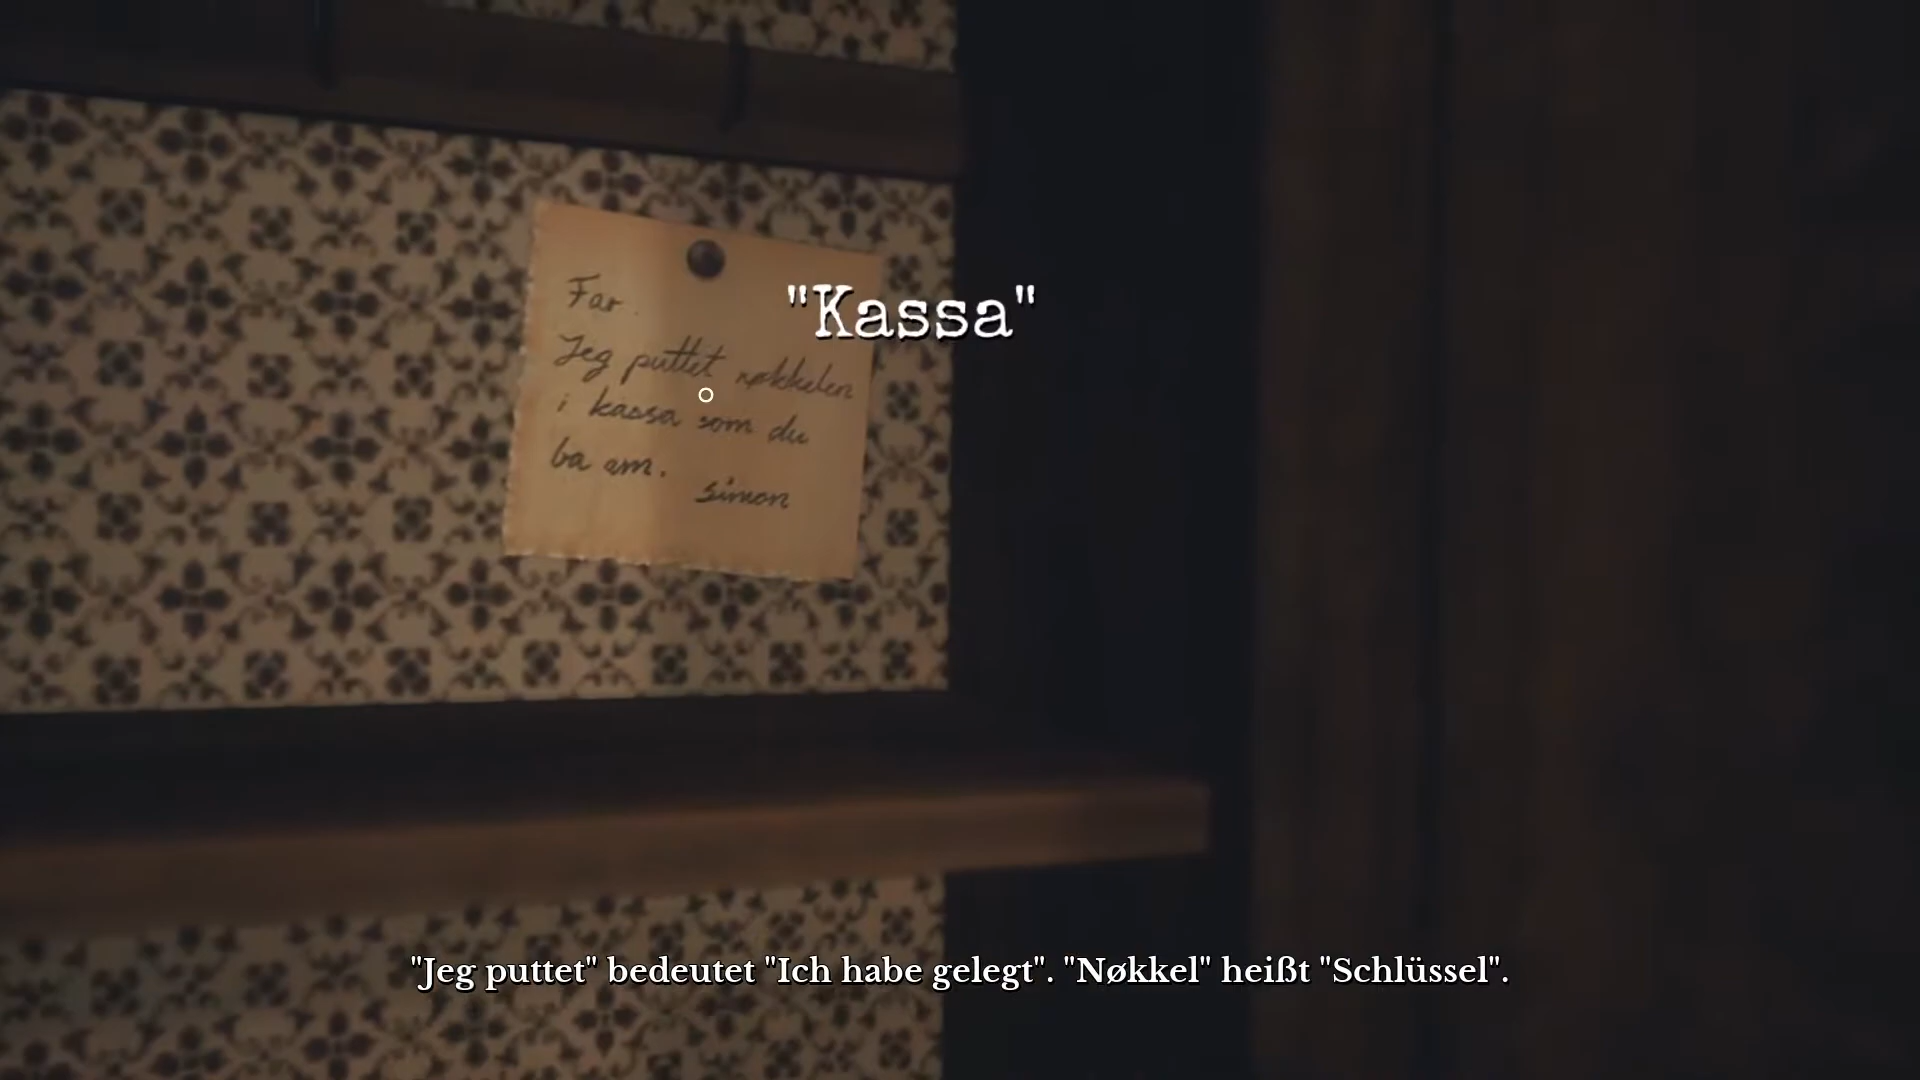 Far.
"Kassa"
Jeg puttet nøkkelen
i kassa som du
ba am.
Simon
"Jeg puttet" bedeutet "Ich habe gelegt". "Nøkkel" heißt "Schlüssel".